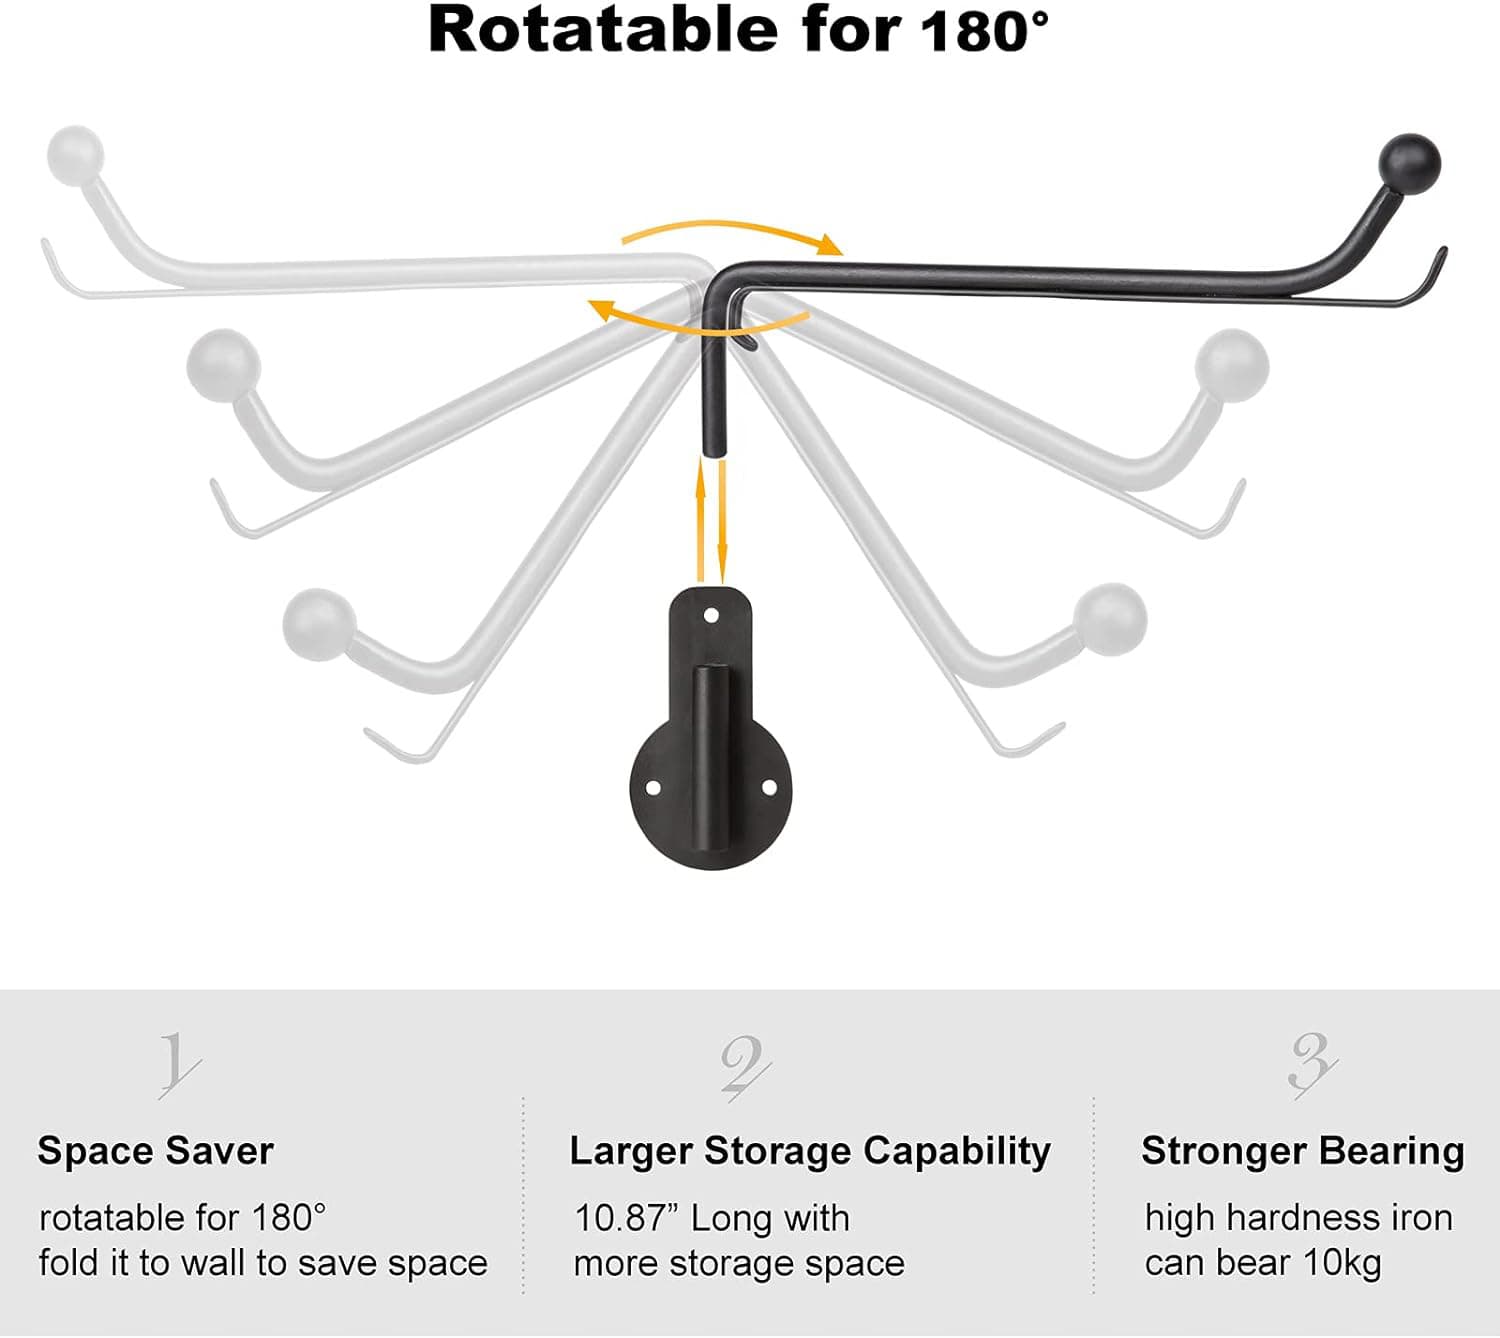 Rotatable for 180°
1
2
3
Space Saver
rotatable for 180°
fold it to wall to save space
Larger Storage Capability
10.87” Long with
more storage space
Stronger Bearing
high hardness iron
can bear 10kg